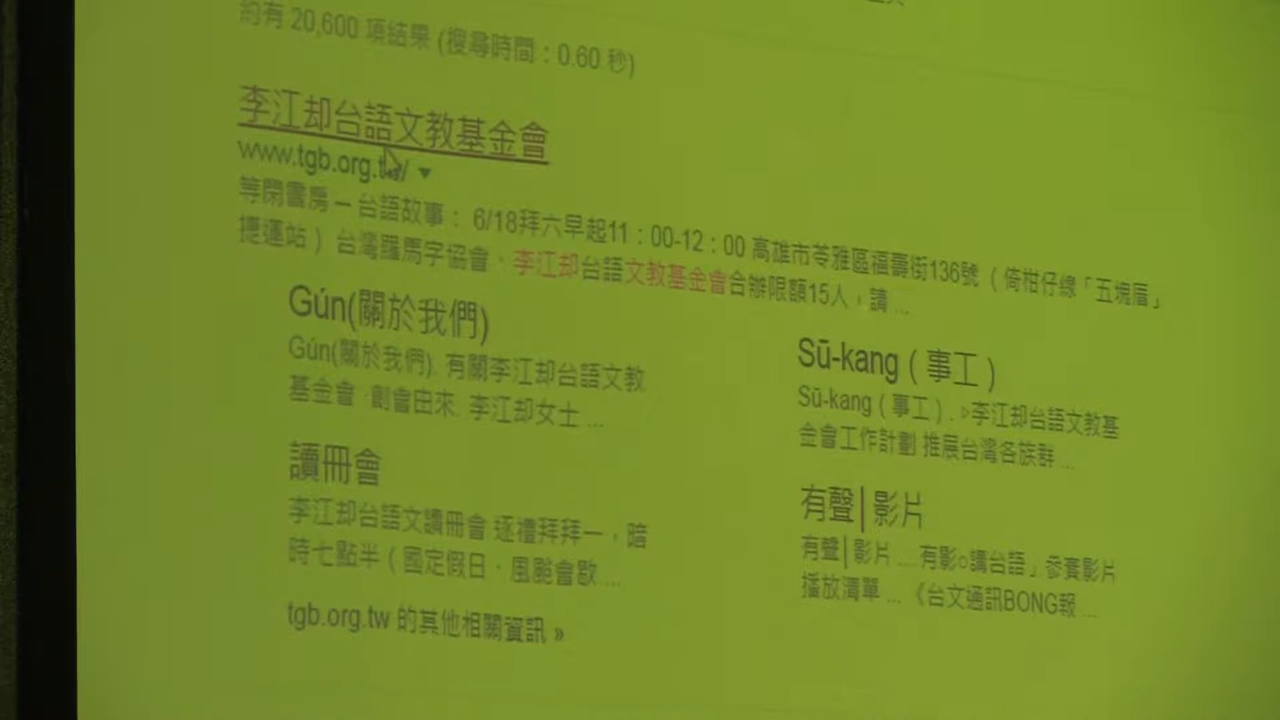 約有 20,600 項結果 (搜尋時間：0.60 秒)
李江却台語文教基金會
www.tgb.org.tw/
等閑書房 – 台語故事： 6/18拜六早起11：00-12：00 高雄市苓雅區福壽街136號 （倚柑仔線「五塊厝」
捷運站） 台灣羅馬字協會、李江却台語文教基金會合辦限額15人，請 ...
Gún(關於我們)
Gún(關於我們). 有關李江却台語文教
基金會 ·創會由來. 李江却女士 ...
Sū-kang ( 事工 )
Sū-kang ( 事工 ) . ▷李江却台語文教基
金會工作計劃 推展台灣各族群 ...
讀冊會
李江却台語文讀冊會 逐禮拜拜一，暗
時七點半（ 國定假日、風颱會歇 ...
有聲│影片
有聲│影片 ... 有影○講台語」參賽影片
播放清單 ... 《台文通訊BONG報 ...
tgb.org.tw 的其他相關資訊 »